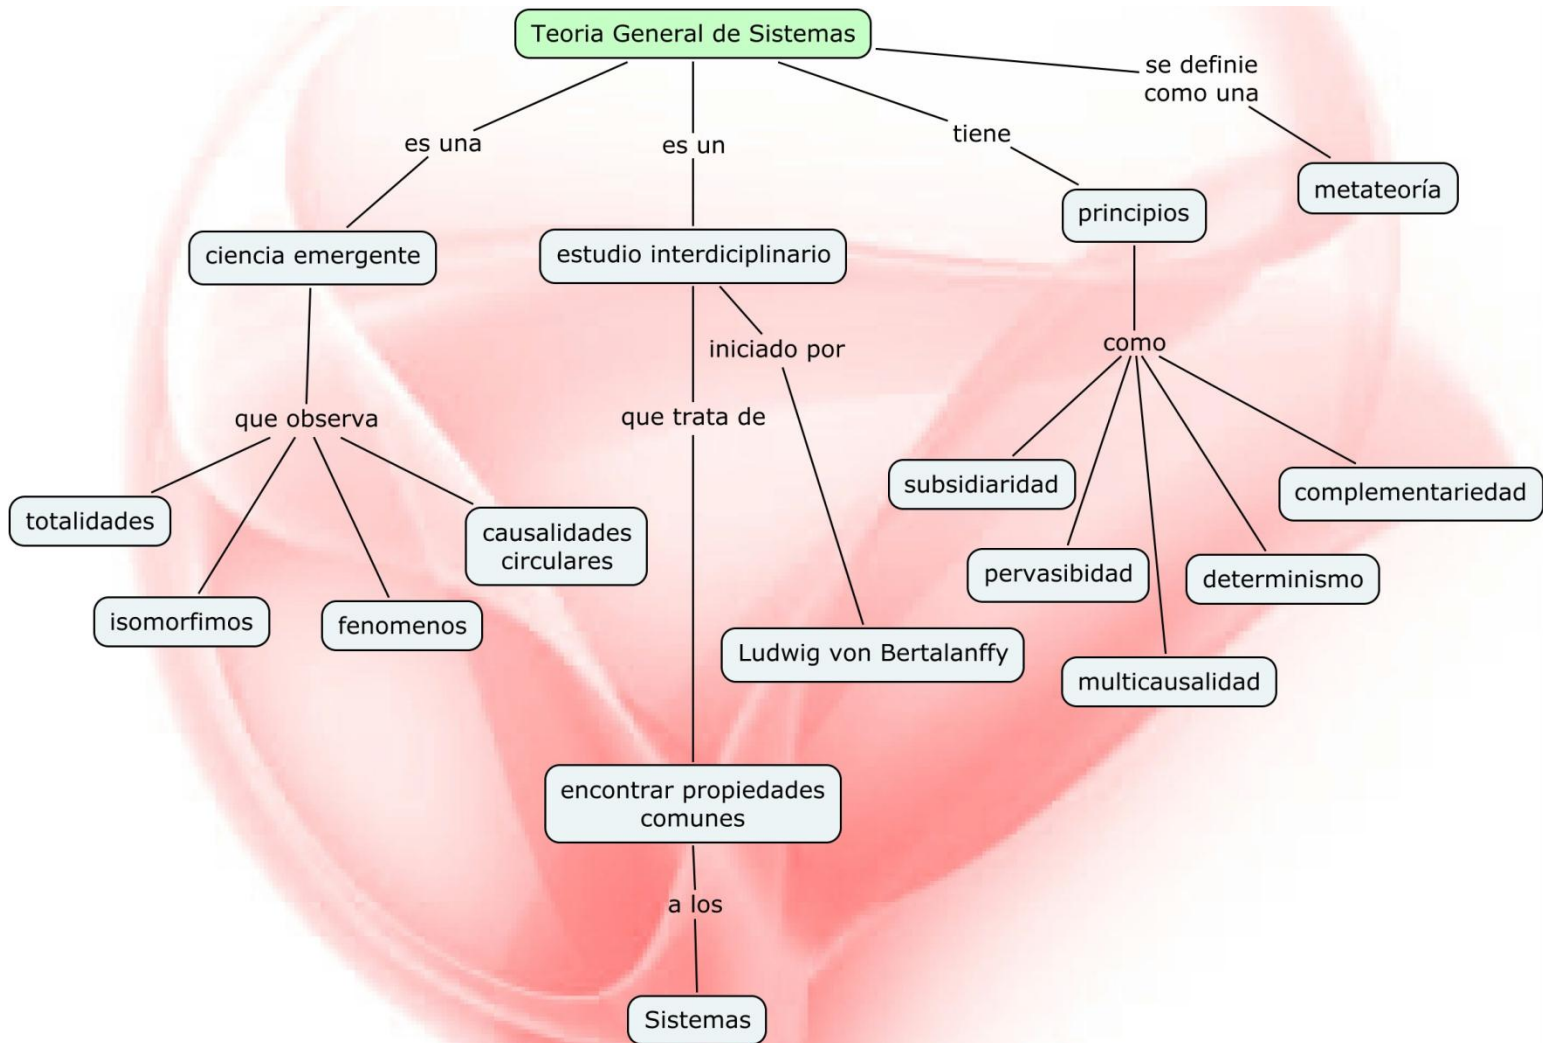 Teoria General de Sistemas
se definie
como una
es una
es un
tiene
metateoría
principios
ciencia emergente
estudio interdiciplinario
iniciado por
como
que observa
que trata de
subsidiaridad
complementariedad
totalidades
causalidades
circulares
pervasibidad
determinismo
isomorfimos
fenomenos
Ludwig von Bertalanffy
multicausalidad
encontrar propiedades
comunes
a los
Sistemas